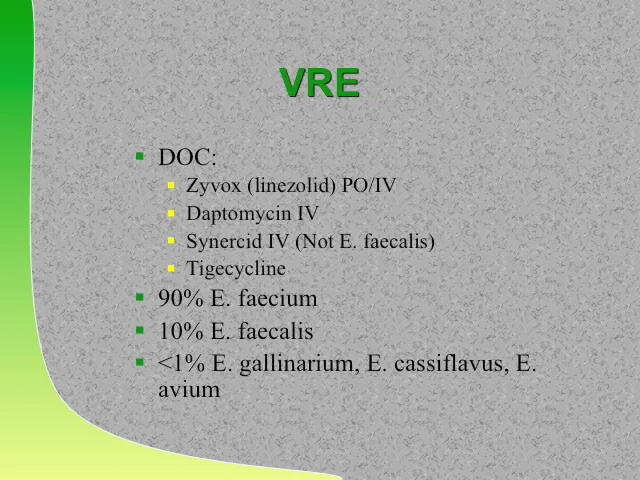 VRE
DOC:
Zyvox (linezolid) PO/IV
Daptomycin IV
Synercid IV (Not E. faecalis)
Tigecycline
90% E. faecium
10% E. faecalis
<1% E. gallinarium, E. cassiflavus, E.
avium